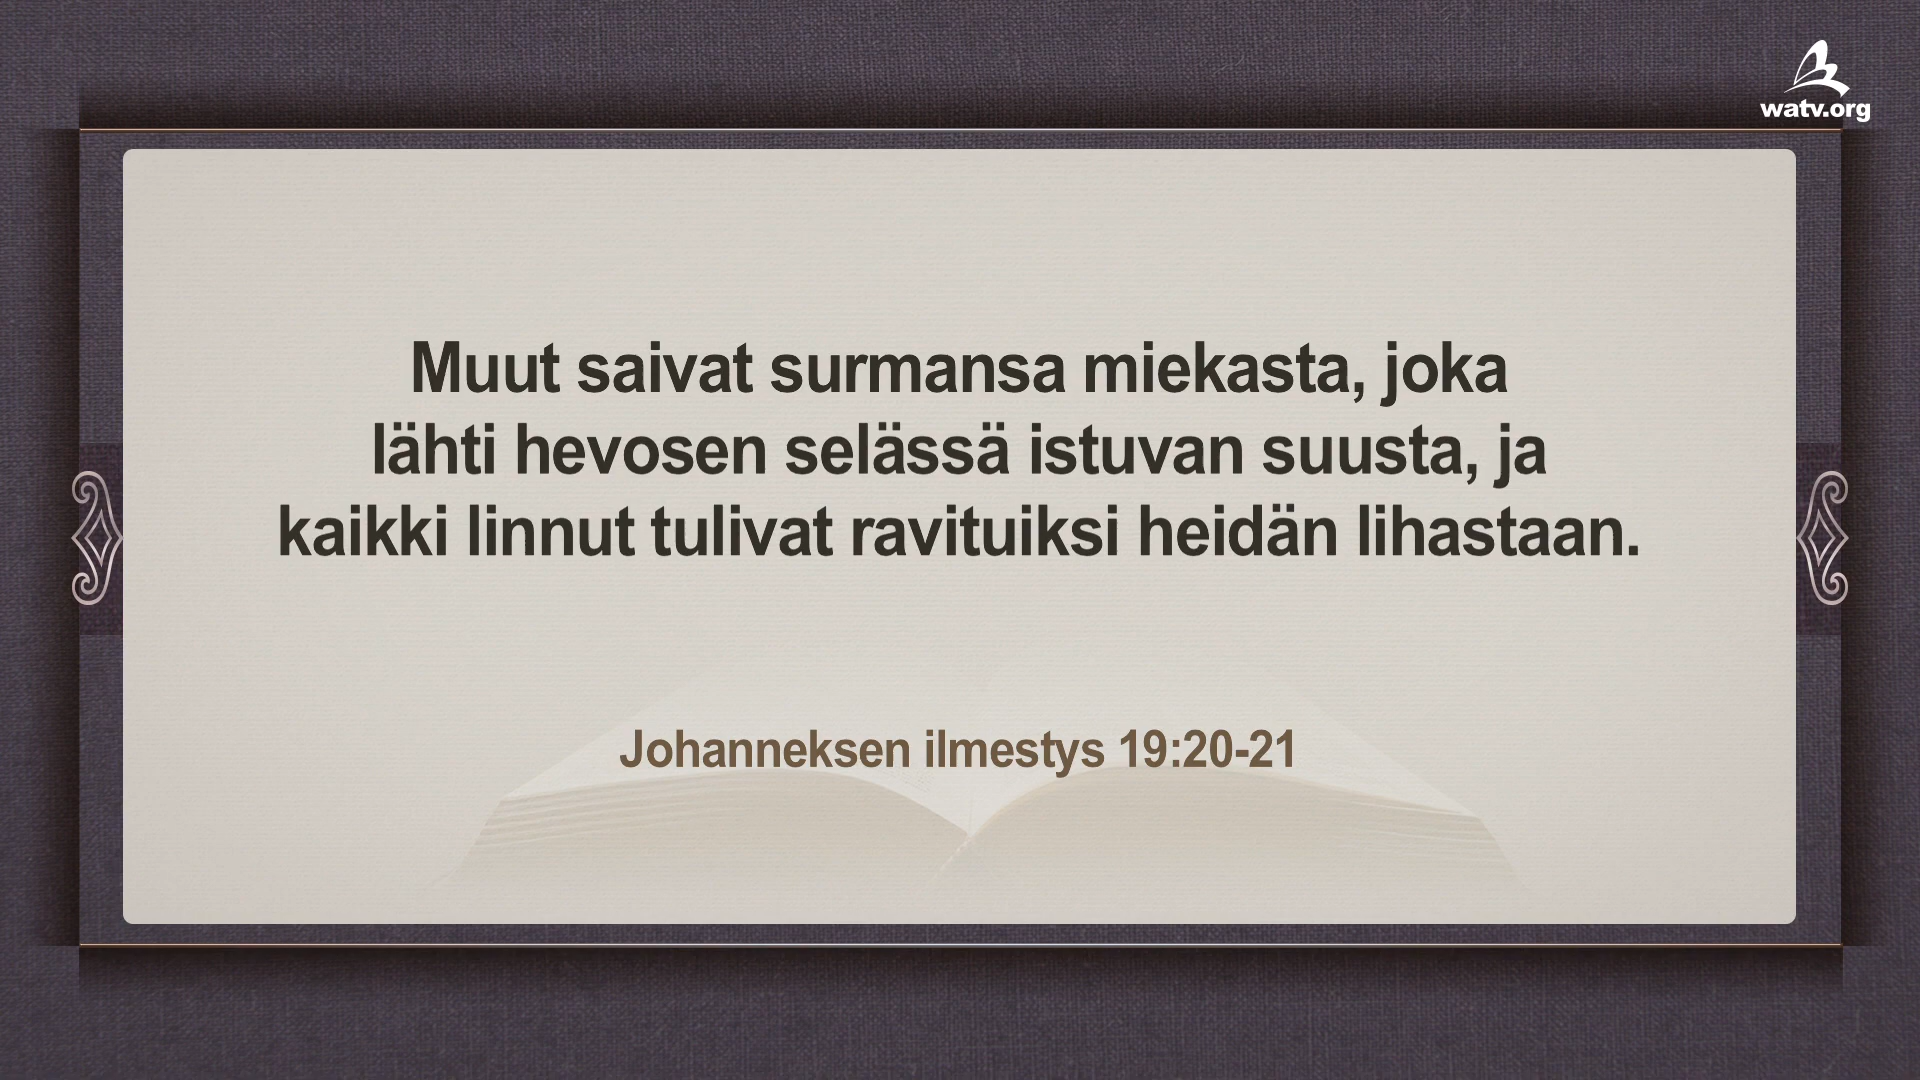 watv.org
Muut saivat surmansa miekasta, joka
lähti hevosen selässä istuvan suusta, ja
kaikki linnut tulivat ravituiksi heidän lihastaan.
Johanneksen ilmestys 19:20-21